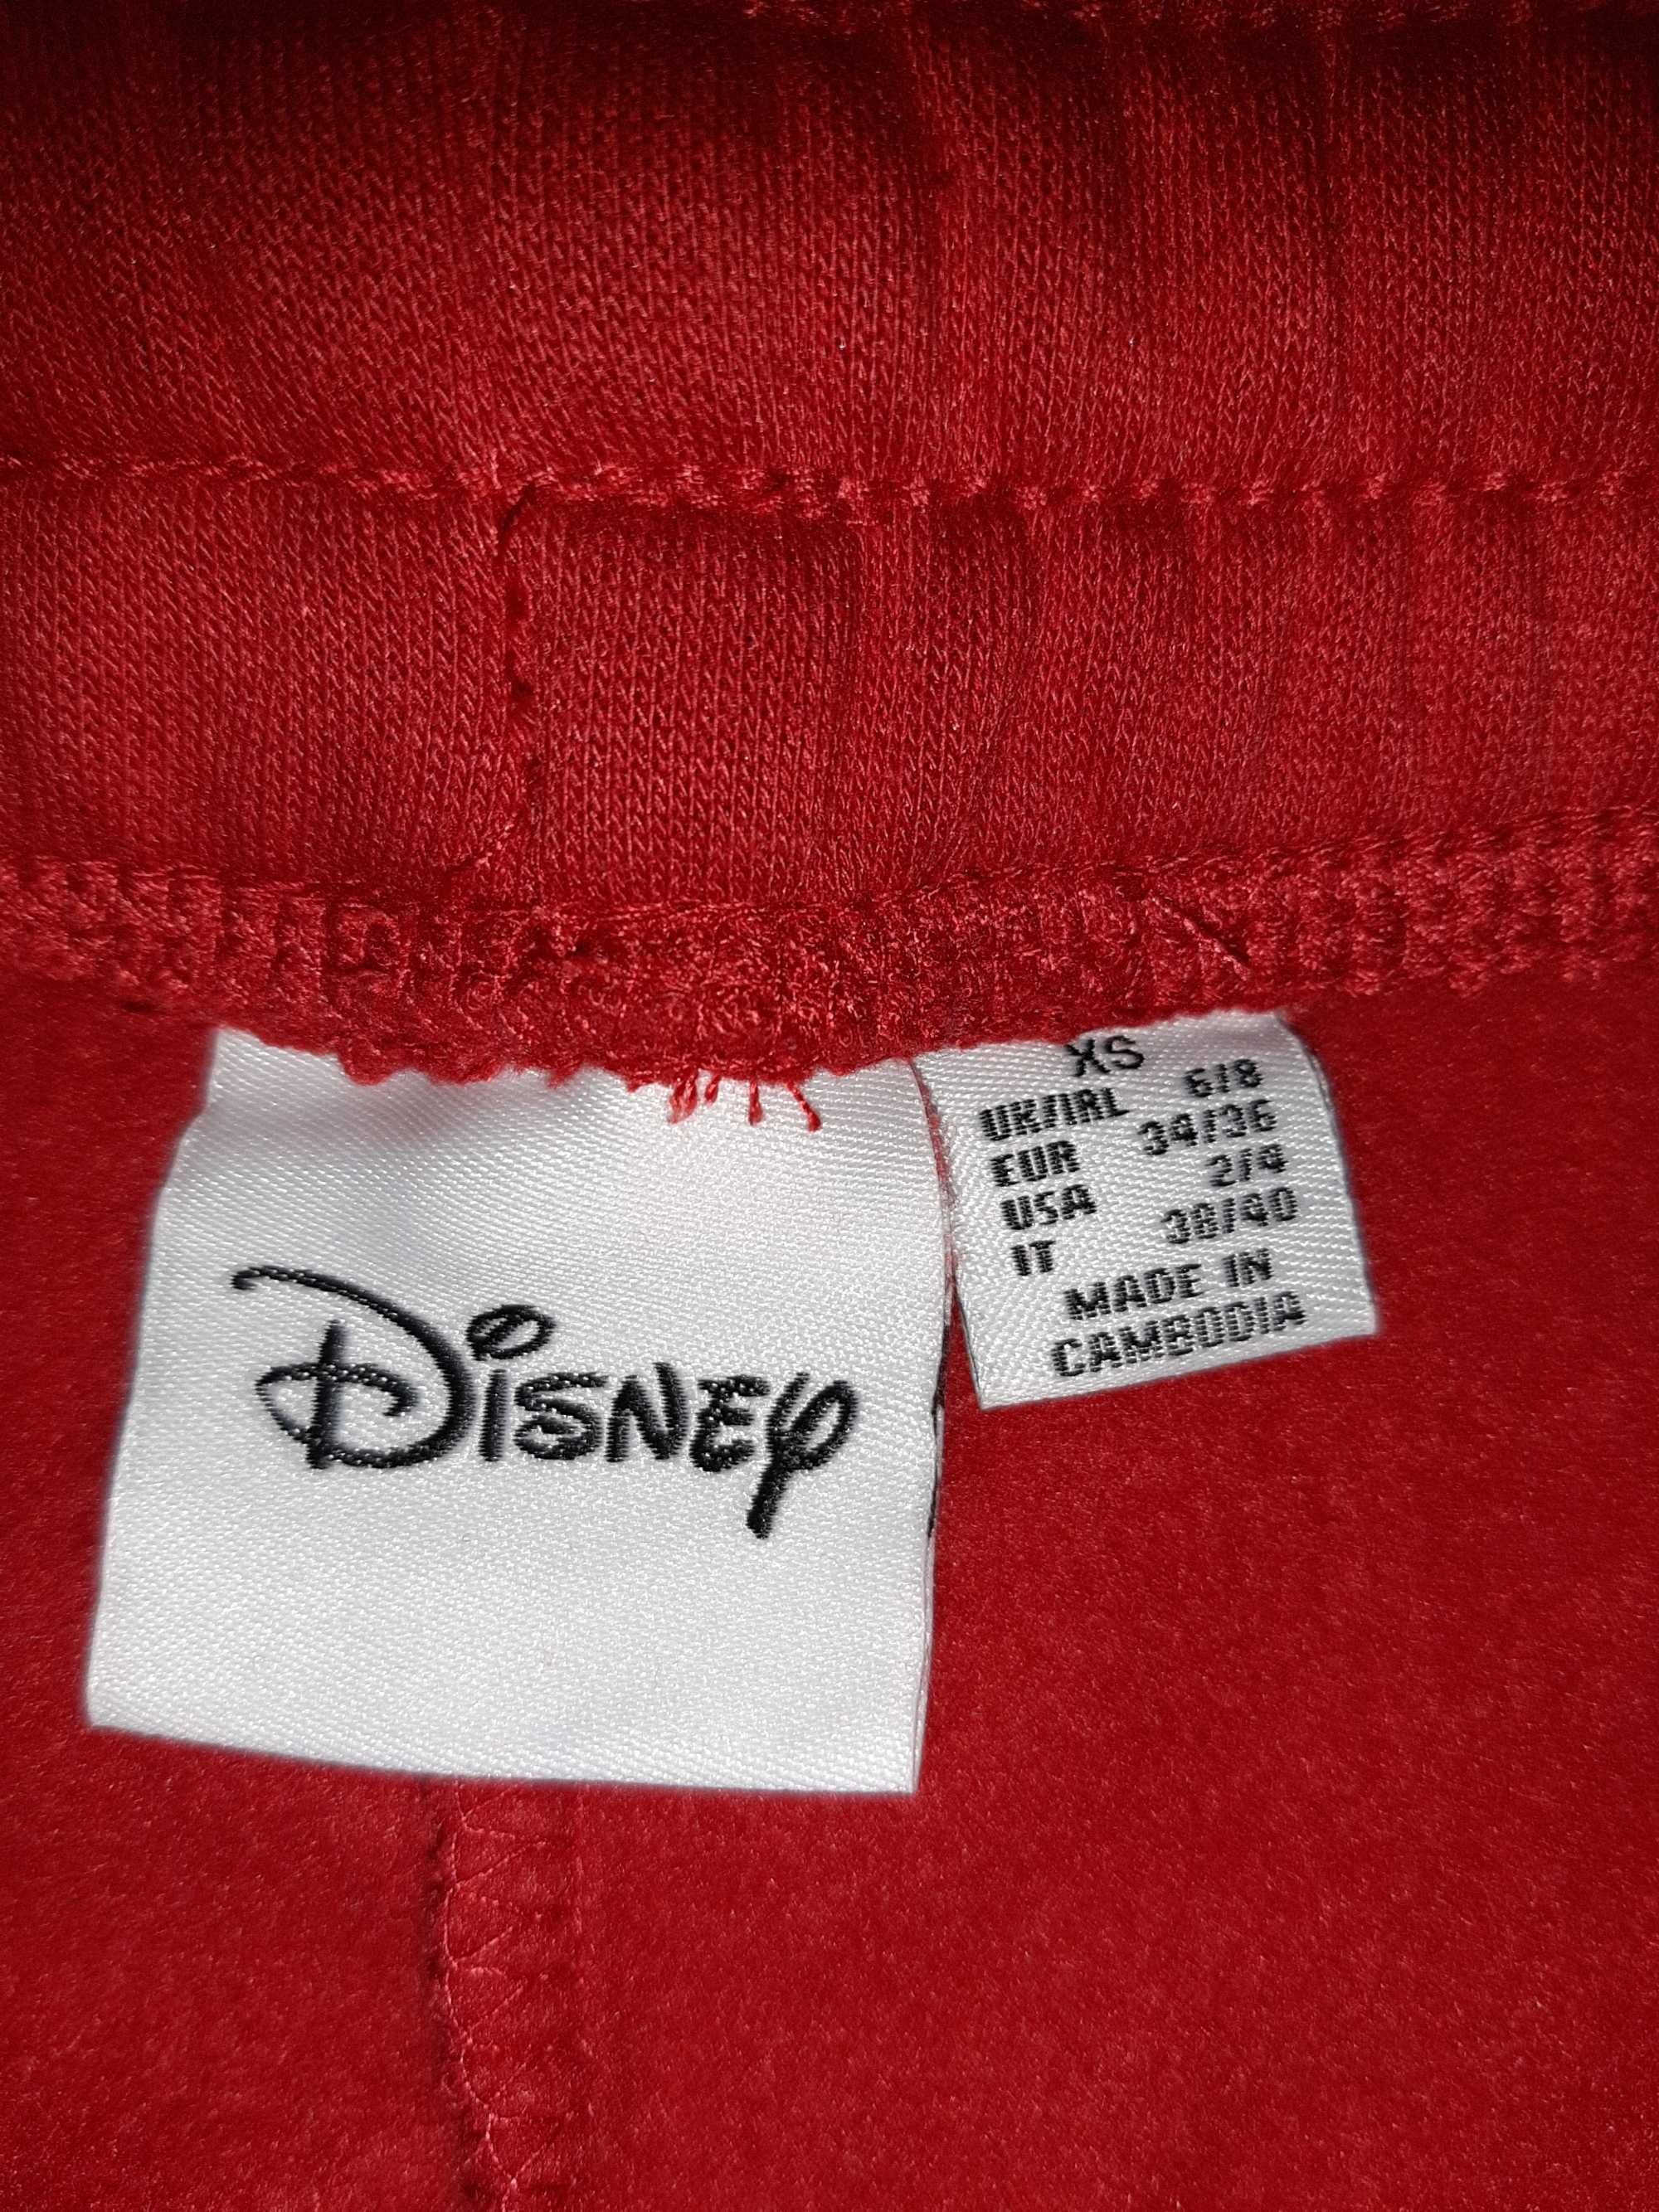 Disney
XS
UK/IRL 6/8
EUR 34/36
USA 2/4
IT 38/40
MADE IN
CAMBODIA